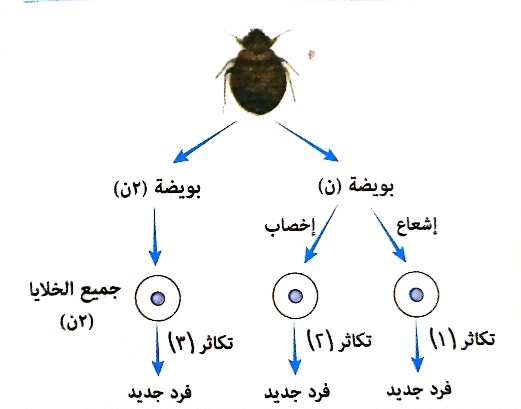 بويضة (ن)
بويضة (٢ن)
إشعاع
إخصاب
جميع الخلايا
(٢ن)
تكاثر (١)
تكاثر (٢)
تكاثر (٣)
فرد جديد
فرد جديد
فرد جديد